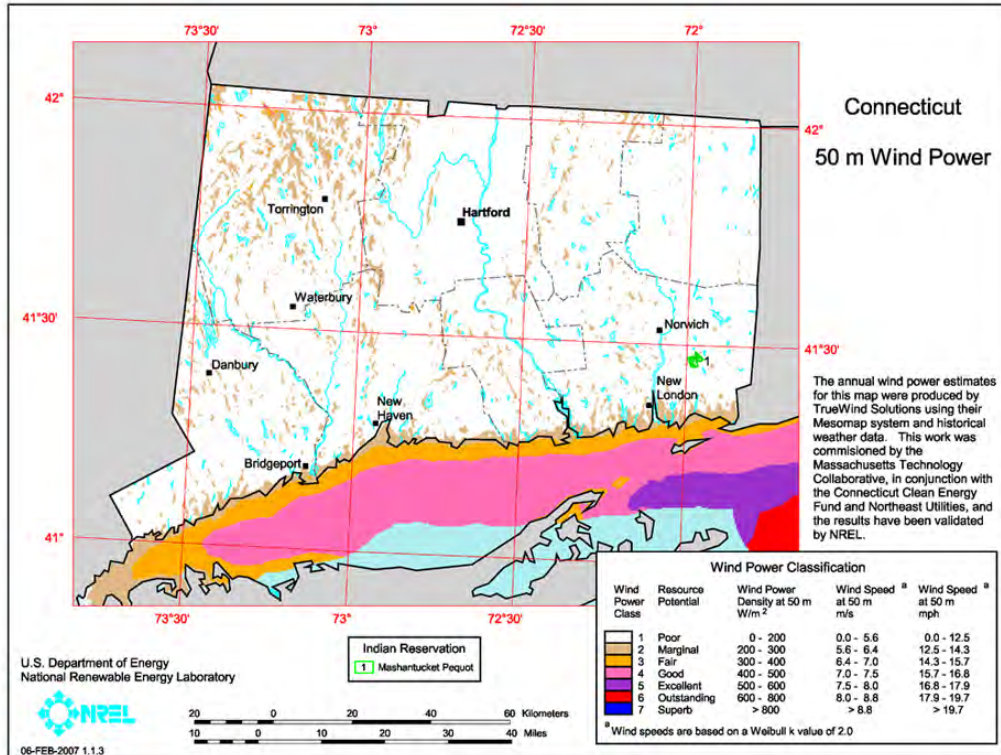 73°30'
73°
72°30'
72°
42°
42°
Connecticut
50 m Wind Power
Torrington
Hartford
Waterbury
41°30'
Norwich
1
41°30'
Danbury
New
London
New
Haven
Bridgeport
The annual wind power estimates
for this map were produced by
TrueWind Solutions using their
Mesomap system and historical
weather data. This work was
commisioned by the
Massachusetts Technology
Collaborative, in conjunction with
the Connecticut Clean Energy
Fund and Northeast Utilities, and
the results have been validated
by NREL.
41°
41°
73°30'
73°
72°30'
Wind Power Classification
Wind Resource Wind Power Wind Speed a Wind Speed a
Power Potential Density at 50 m at 50 m at 50 m
Class W/m 2 m/s mph
1 Poor 0 - 200 0.0 - 5.6 0.0 - 12.5
2 Marginal 200 - 300 5.6 - 6.4 12.5 - 14.3
3 Fair 300 - 400 6.4 - 7.0 14.3 - 15.7
4 Good 400 - 500 7.0 - 7.5 15.7 - 16.8
5 Excellent 500 - 600 7.5 - 8.0 16.8 - 17.9
6 Outstanding 600 - 800 8.0 - 8.8 17.9 - 19.7
7 Superb > 800 > 8.8 > 19.7
a Wind speeds are based on a Weibull k value of 2.0
Indian Reservation
1 Mashantucket Pequot
U.S. Department of Energy
National Renewable Energy Laboratory
NREL
20 0 20 40 60 Kilometers
10 0 10 20 30 40 Miles
06-FEB-2007 1.1.3